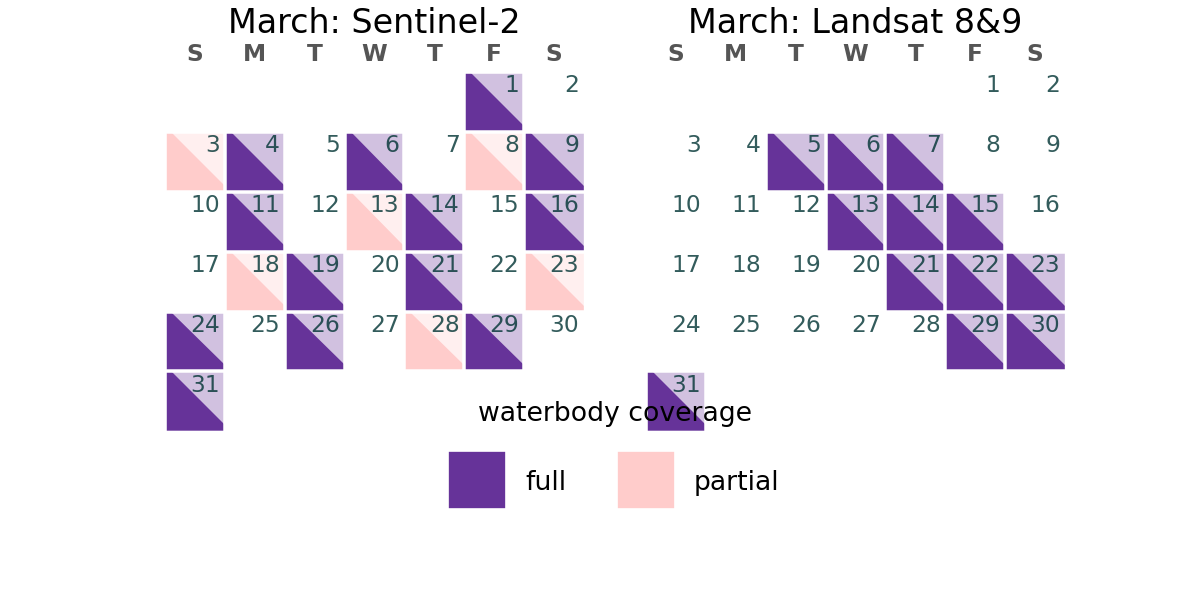 March: Sentinel-2
S M T W T F S
1 2
3 4 5 6 7 8 9
10 11 12 13 14 15 16
17 18 19 20 21 22 23
24 25 26 27 28 29 30
31
March: Landsat 8&9
S M T W T F S
1 2
3 4 5 6 7 8 9
10 11 12 13 14 15 16
17 18 19 20 21 22 23
24 25 26 27 28 29 30
31
waterbody coverage
full partial